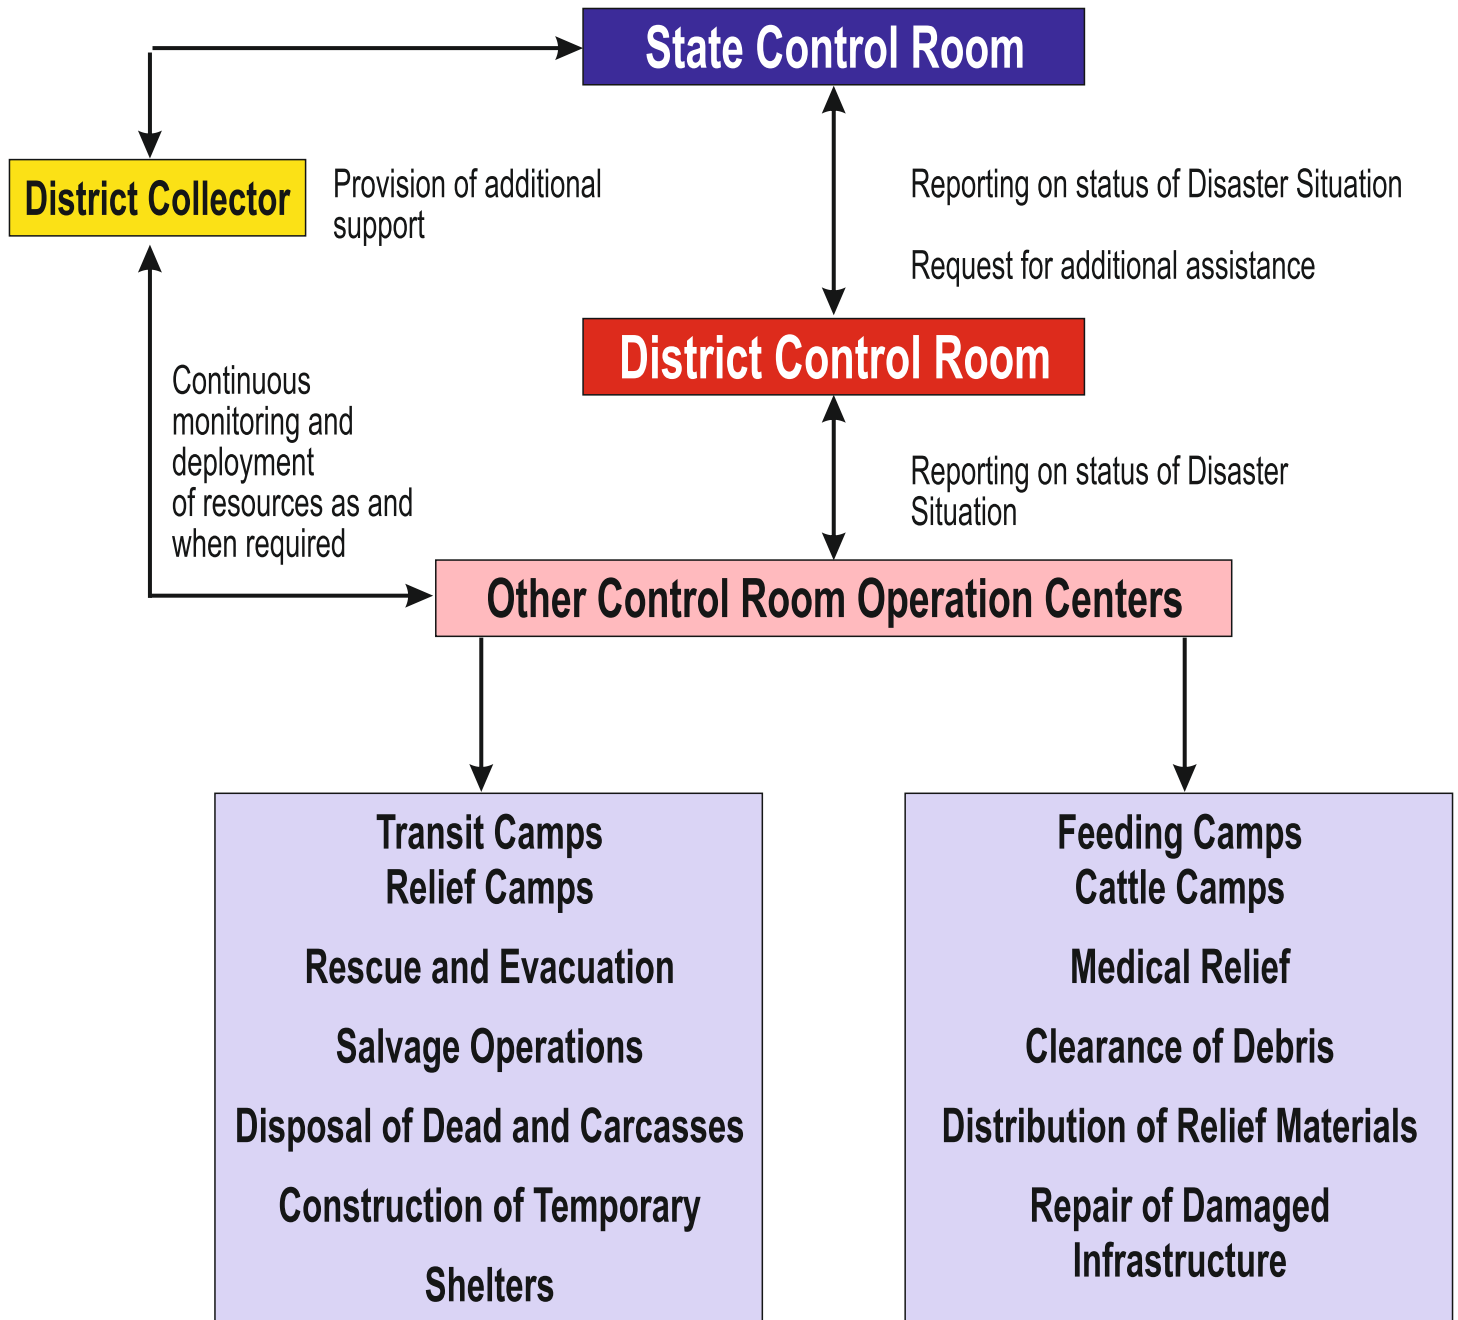 State Control Room
District Collector
Provision of additional
support
Reporting on status of Disaster Situation
Request for additional assistance
District Control Room
Continuous
monitoring and
deployment
of resources as and
when required
Reporting on status of Disaster
Situation
Other Control Room Operation Centers
Transit Camps
Relief Camps
Rescue and Evacuation
Salvage Operations
Disposal of Dead and Carcasses
Construction of Temporary
Shelters
Feeding Camps
Cattle Camps
Medical Relief
Clearance of Debris
Distribution of Relief Materials
Repair of Damaged
Infrastructure